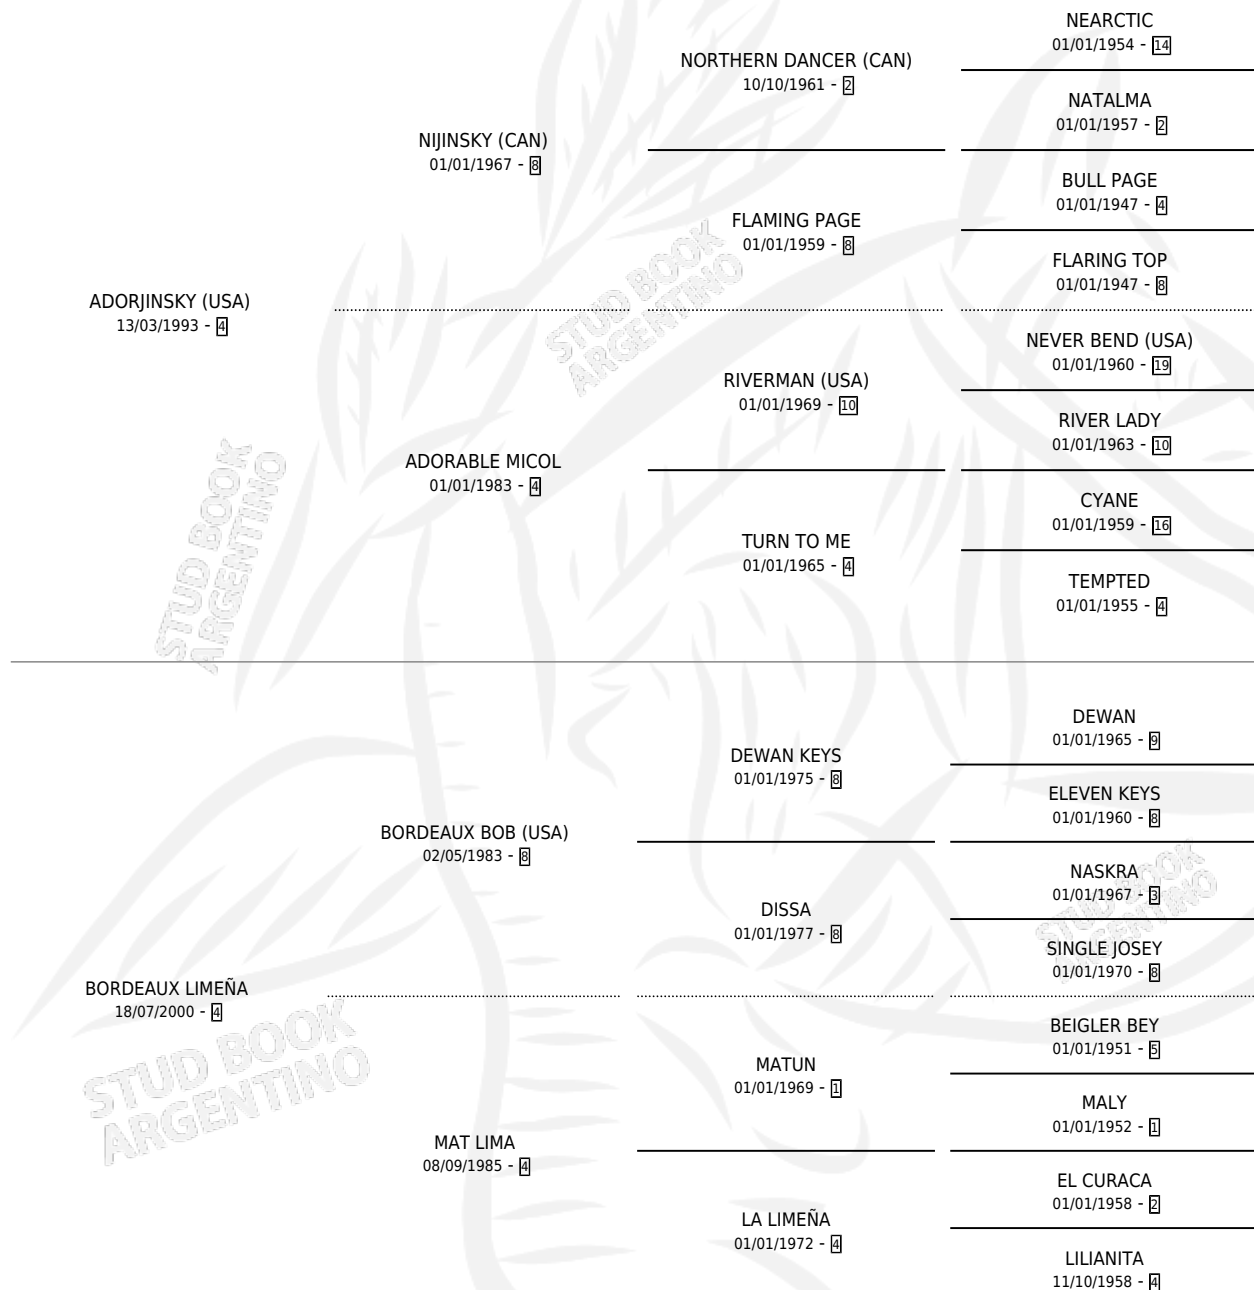 NEARCTIC
01/01/1954 - 14
NORTHERN DANCER (CAN)
10/10/1961 - 2
NATALMA
01/01/1957 - 2
NIJINSKY (CAN)
01/01/1967 - 8
BULL PAGE
01/01/1947 - 4
FLAMING PAGE
01/01/1959 - 8
FLARING TOP
01/01/1947 - 8
ADORJINSKY (USA)
13/03/1993 - 4
NEVER BEND (USA)
01/01/1960 - 19
RIVERMAN (USA)
01/01/1969 - 10
RIVER LADY
01/01/1963 - 10
ADORABLE MICOL
01/01/1983 - 4
CYANE
01/01/1959 - 16
TURN TO ME
01/01/1965 - 4
TEMPTED
01/01/1955 - 4
DEWAN
01/01/1965 - 9
DEWAN KEYS
01/01/1975 - 8
ELEVEN KEYS
01/01/1960 - 8
BORDEAUX BOB (USA)
02/05/1983 - 8
NASKRA
01/01/1967 - 3
DISSA
01/01/1977 - 8
SINGLE JOSEY
01/01/1970 - 8
BORDEAUX LIMEÑA
18/07/2000 - 4
BEIGLER BEY
01/01/1951 - 5
MATUN
01/01/1969 - 1
MALY
01/01/1952 - 1
MAT LIMA
08/09/1985 - 4
EL CURACA
01/01/1958 - 2
LA LIMEÑA
01/01/1972 - 4
LILIANITA
11/10/1958 - 4
STUD BOOK
ARGENTINO
STUD BOOK
ARGENTINO
STUD BOOK
ARGENTINO
STUD BOOK
ARGENTINO